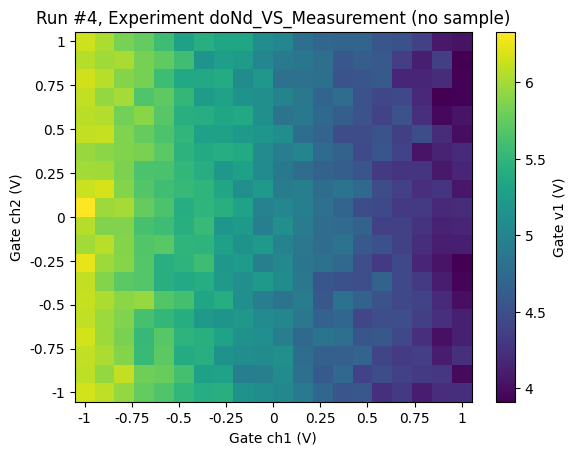 Run #4, Experiment doNd_VS_Measurement (no sample)
1
0.75
0.5
0.25
0
-0.25
-0.5
-0.75
-1
Gate ch2 (V)
-1 -0.75 -0.5 -0.25 0 0.25 0.5 0.75 1
Gate ch1 (V)
6
5.5
5
4.5
4
Gate v1 (V)